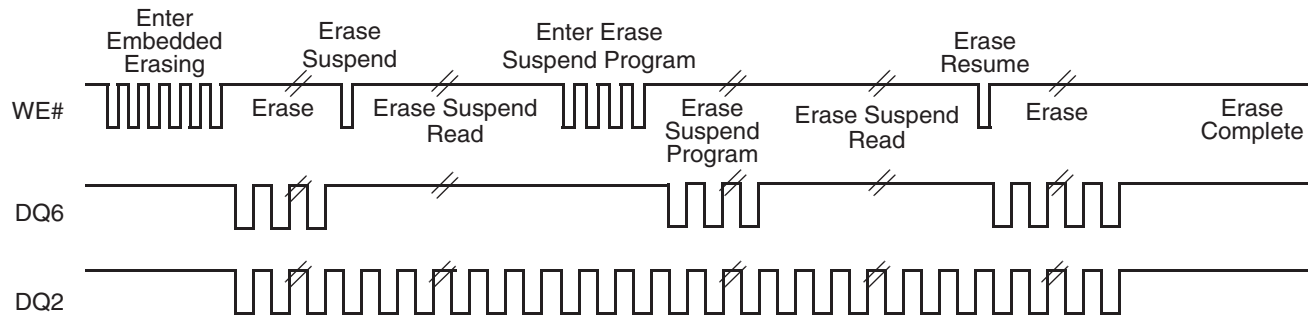 Enter
Embedded
Erasing
Erase
Suspend
Enter Erase
Suspend Program
Erase
Resume
WE#
Erase
Erase Suspend
Read
Erase
Suspend
Program
Erase Suspend
Read
Erase
Erase
Complete
DQ6
DQ2